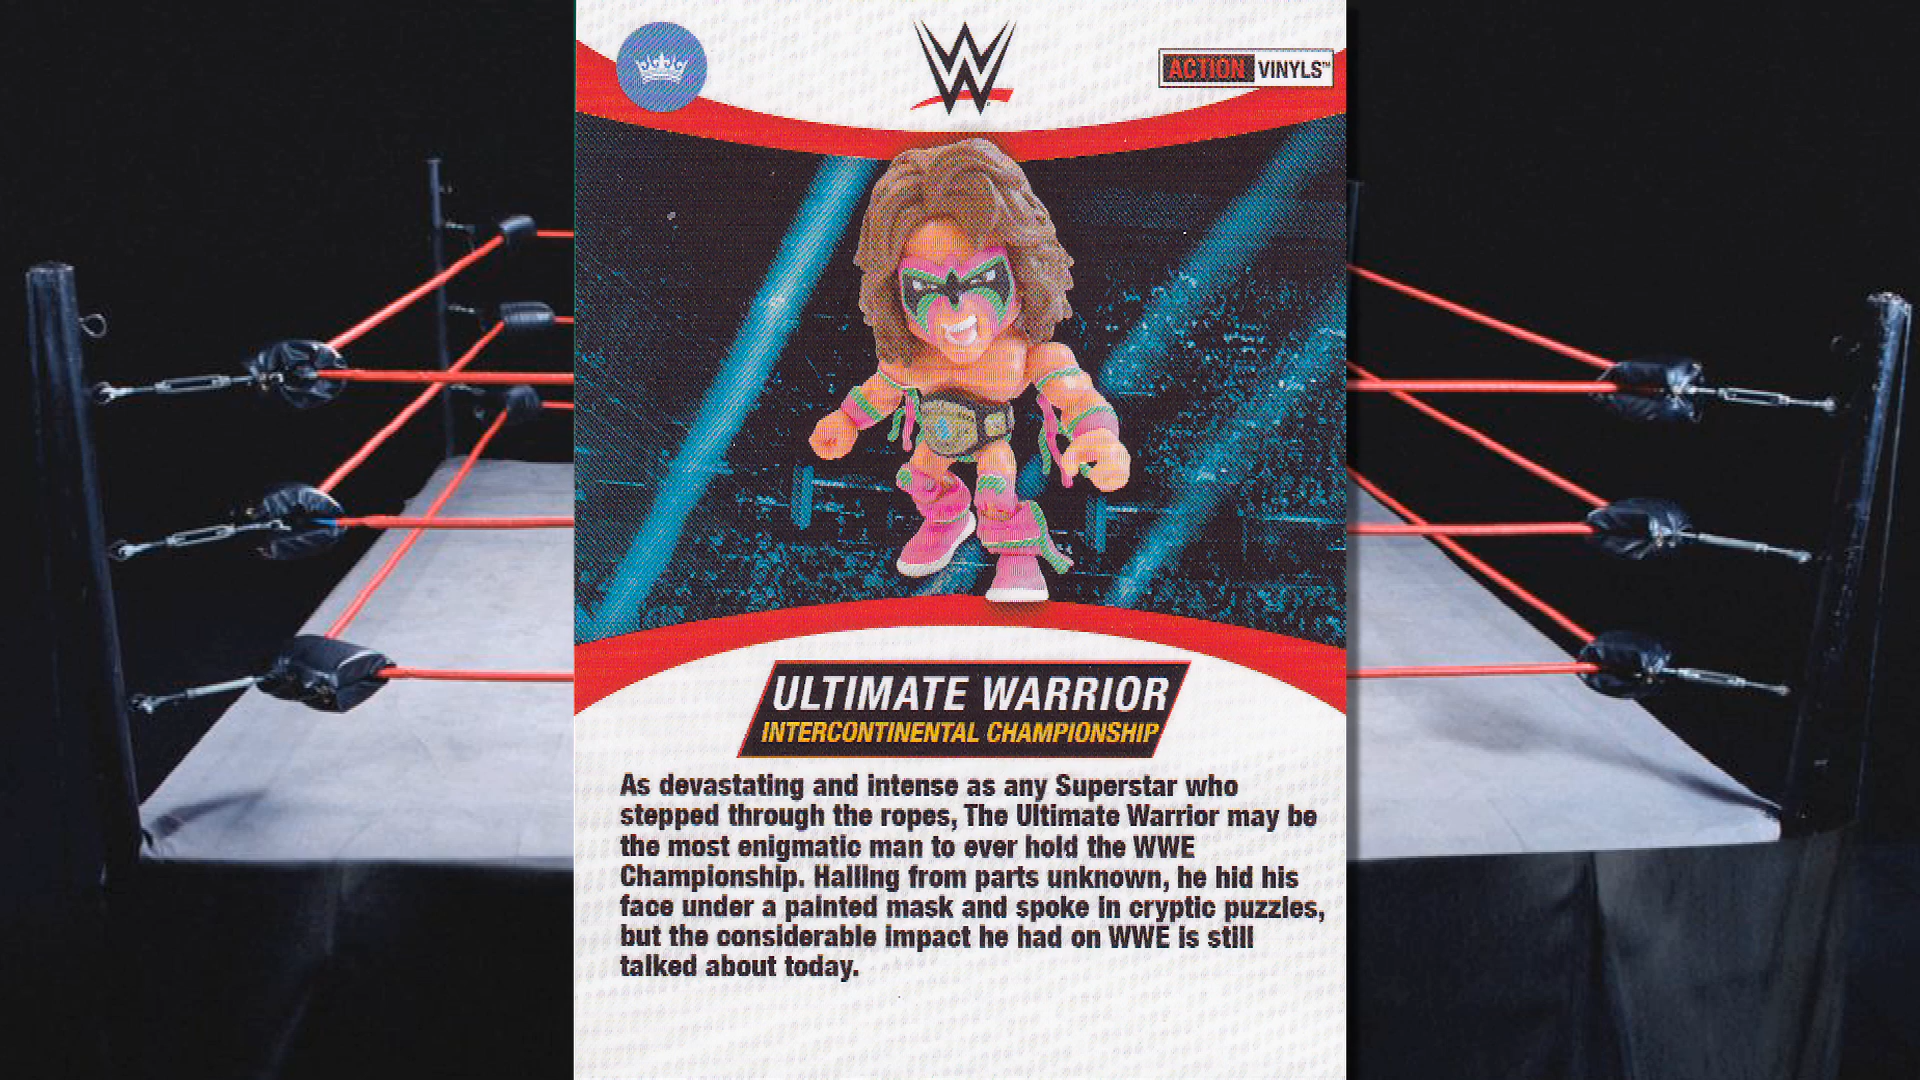 W
ACTION VINYLS™
ULTIMATE WARRIOR
INTERCONTINENTAL CHAMPIONSHIP
As devastating and intense as any Superstar who
stepped through the ropes, The Ultimate Warrior may be
the most enigmatic man to ever hold the WWE
Championship. Hailing from parts unknown, he hid his
face under a painted mask and spoke in cryptic puzzles,
but the considerable impact he had on WWE is still
talked about today.